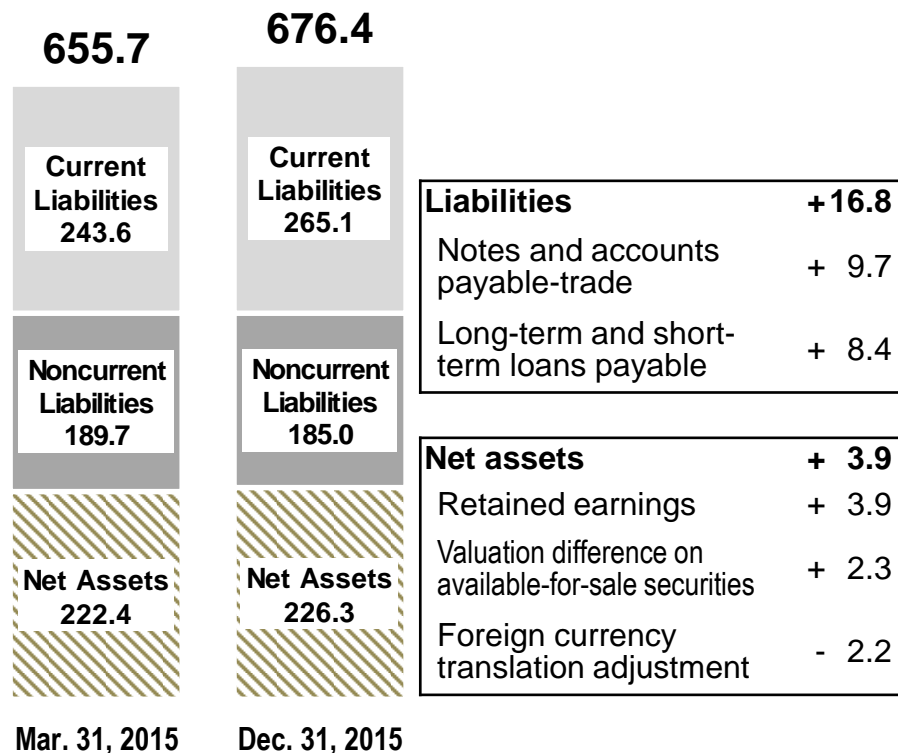 655.7
Current
Liabilities
243.6
Noncurrent
Liabilities
189.7
Net Assets
222.4
Mar. 31, 2015
676.4
Current
Liabilities
265.1
Noncurrent
Liabilities
185.0
Net Assets
226.3
Dec. 31, 2015
Liabilities +16.8
Notes and accounts
payable-trade + 9.7
Long-term and short-
term loans payable + 8.4
Net assets + 3.9
Retained earnings + 3.9
Valuation difference on
available-for-sale securities + 2.3
Foreign currency
translation adjustment - 2.2